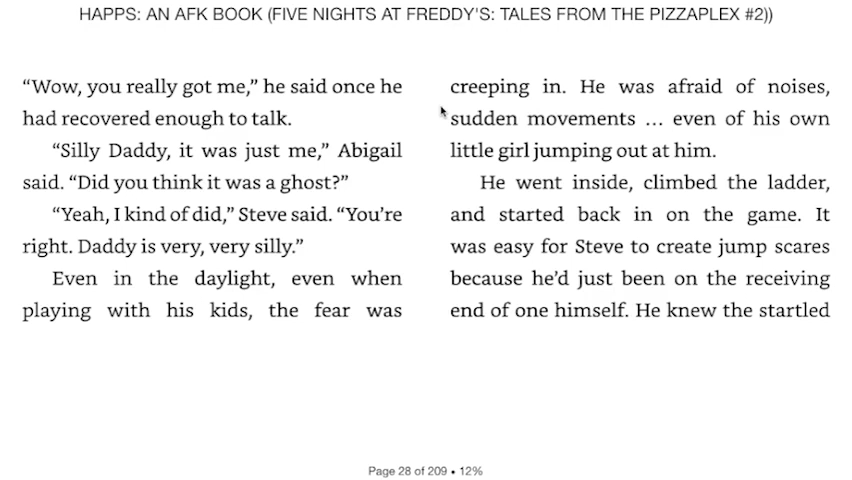 HAPPS: AN AFK BOOK (FIVE NIGHTS AT FREDDY'S: TALES FROM THE PIZZAPLEX #2))
“Wow, you really got me,” he said once he
had recovered enough to talk.
“Silly Daddy, it was just me,” Abigail
said. “Did you think it was a ghost?”
“Yeah, I kind of did,” Steve said. “You’re
right. Daddy is very, very silly.”
Even in the daylight, even when
playing with his kids, the fear was
creeping in. He was afraid of noises,
sudden movements … even of his own
little girl jumping out at him.
He went inside, climbed the ladder,
and started back in on the game. It
was easy for Steve to create jump scares
because he’d just been on the receiving
end of one himself. He knew the startled
Page 28 of 209 • 12%